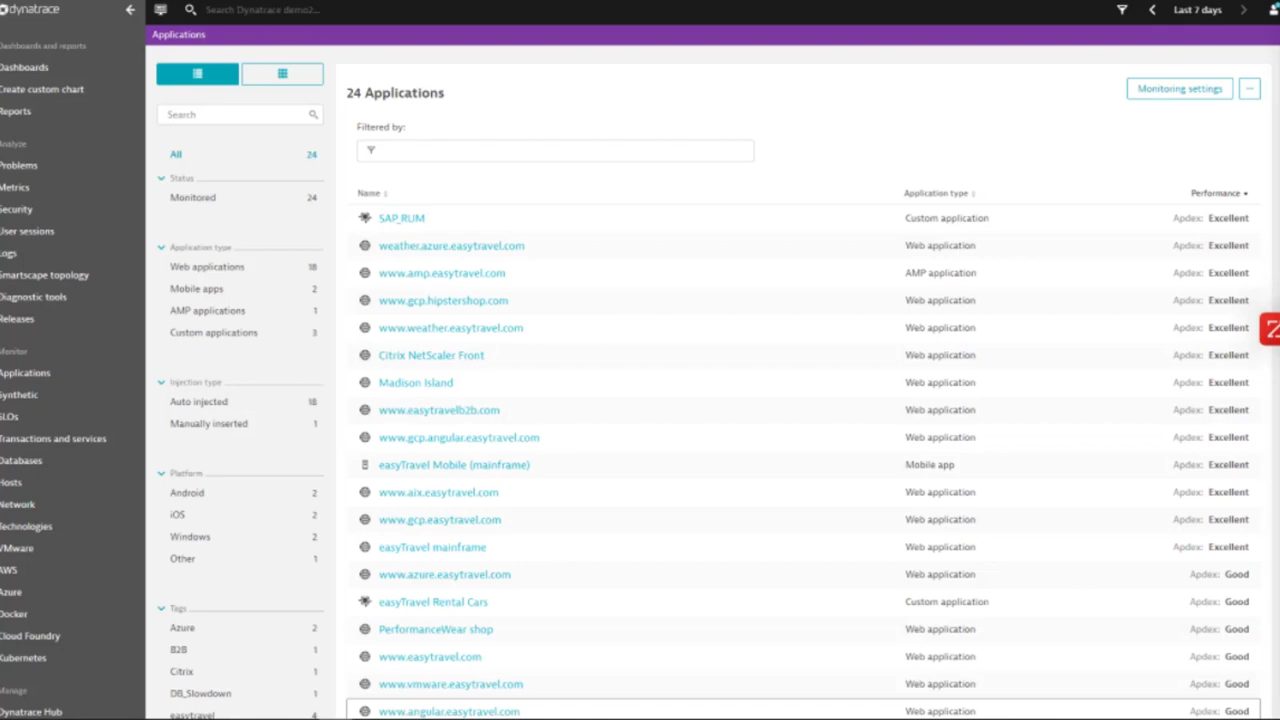 dynatrace
Search Dynatrace demo2...
Last 7 days
Applications
Dashboards and reports
Dashboards
Create custom chart
Reports
Analyze
Problems
Metrics
Security
User sessions
Logs
Smartscape topology
Diagnostic tools
Releases
Monitor
Applications
Synthetic
SLOs
Transactions and services
Databases
Hosts
Network
Technologies
VMware
AWS
Azure
Docker
Cloud Foundry
Kubernetes
Manage
Dynatrace Hub
Search
All 24
Status
Monitored 24
Application type
Web applications 18
Mobile apps 2
AMP applications 1
Custom applications 3
Injection type
Auto injected 18
Manually inserted 1
Platform
Android 2
iOS 2
Windows 2
Other 1
Tags
Azure 2
B2B 1
Citrix 1
DB_Slowdown 1
easytravel 4
24 Applications
Monitoring settings
...
Filtered by:
Name Application type Performance
SAP_RUM Custom application Apdex: Excellent
weather.azure.easytravel.com Web application Apdex: Excellent
www.amp.easytravel.com AMP application Apdex: Excellent
www.gcp.hipstershop.com Web application Apdex: Excellent
www.weather.easytravel.com Web application Apdex: Excellent
Citrix NetScaler Front Web application Apdex: Excellent
Madison Island Web application Apdex: Excellent
www.easytravelb2b.com Web application Apdex: Excellent
www.gcp.angular.easytravel.com Web application Apdex: Excellent
easyTravel Mobile (mainframe) Mobile app Apdex: Excellent
www.aix.easytravel.com Web application Apdex: Excellent
www.gcp.easytravel.com Web application Apdex: Excellent
easyTravel mainframe Web application Apdex: Excellent
www.azure.easytravel.com Web application Apdex: Good
easyTravel Rental Cars Custom application Apdex: Good
PerformanceWear shop Web application Apdex: Good
www.easytravel.com Web application Apdex: Good
www.vmware.easytravel.com Web application Apdex: Good
www.angular.easytravel.com Web application Apdex: Good